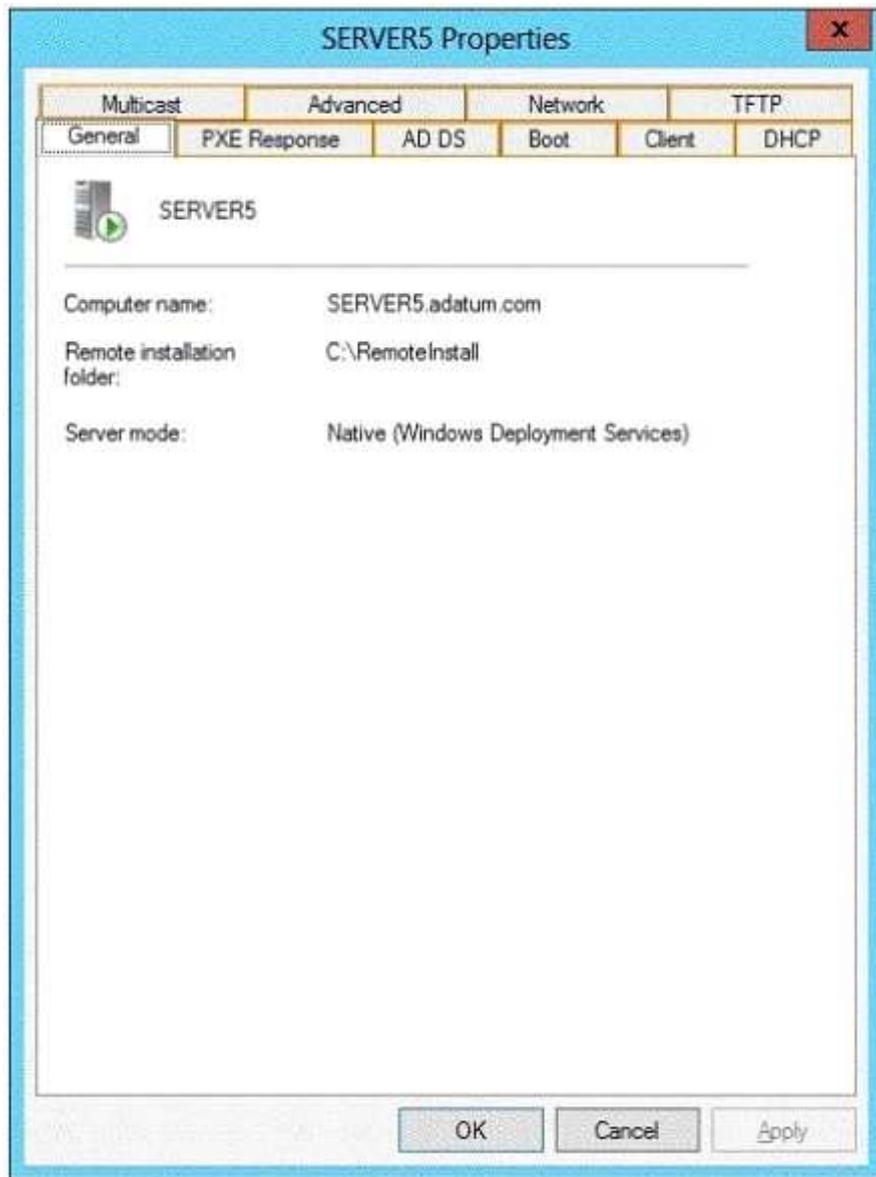 SERVER5 Properties
x
Multicast Advanced Network TFTP
General PXE Response AD DS Boot Client DHCP
SERVER5
Computer name: SERVER5.adatum.com
Remote installation C:\RemoteInstall
folder:
Server mode: Native (Windows Deployment Services)
OK Cancel Apply